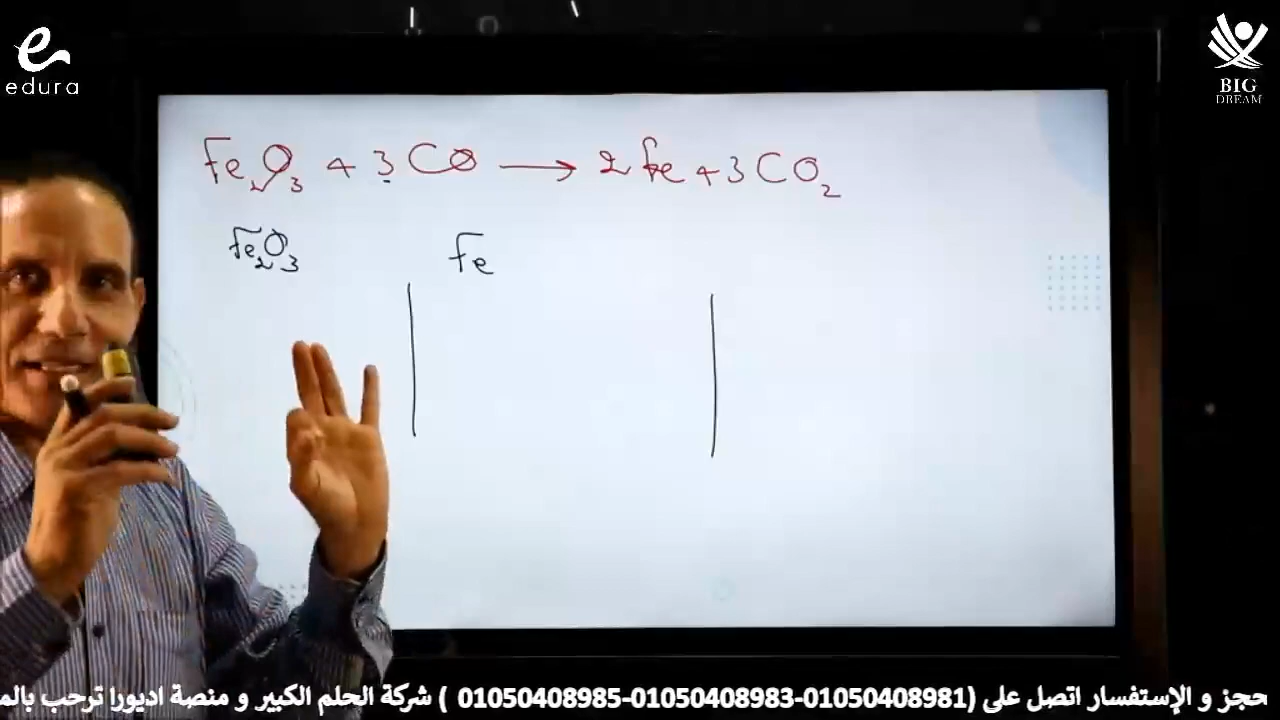 edura
BIG
DREAM
Fe₂O₃ + 3CO → 2Fe + 3CO₂
Fe₂O₃ Fe
حجز و الإستفسار اتصل على (01050408981-01050408983-01050408985 ) شركة الحلم الكبير و منصة اديورا ترحب